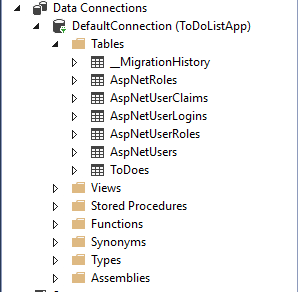 Data Connections
DefaultConnection (ToDoListApp)
Tables
__MigrationHistory
AspNetRoles
AspNetUserClaims
AspNetUserLogins
AspNetUserRoles
AspNetUsers
ToDoes
Views
Stored Procedures
Functions
Synonyms
Types
Assemblies